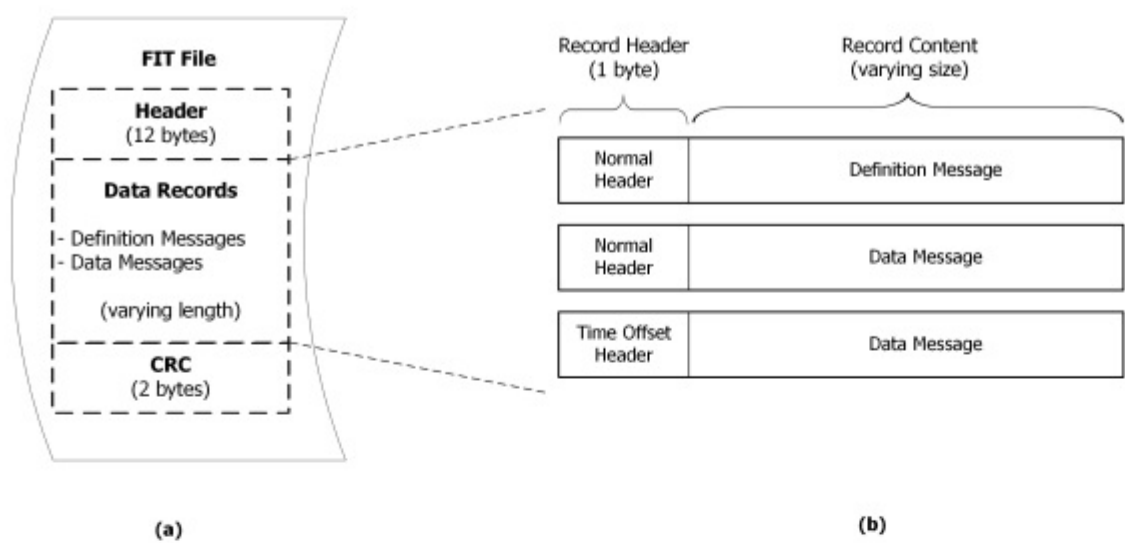 FIT File
Header
(12 bytes)
Data Records
- Definition Messages
- Data Messages
(varying length)
CRC
(2 bytes)
(a)
Record Header
(1 byte)
Record Content
(varying size)
Normal
Header
Definition Message
Normal
Header
Data Message
Time Offset
Header
Data Message
(b)